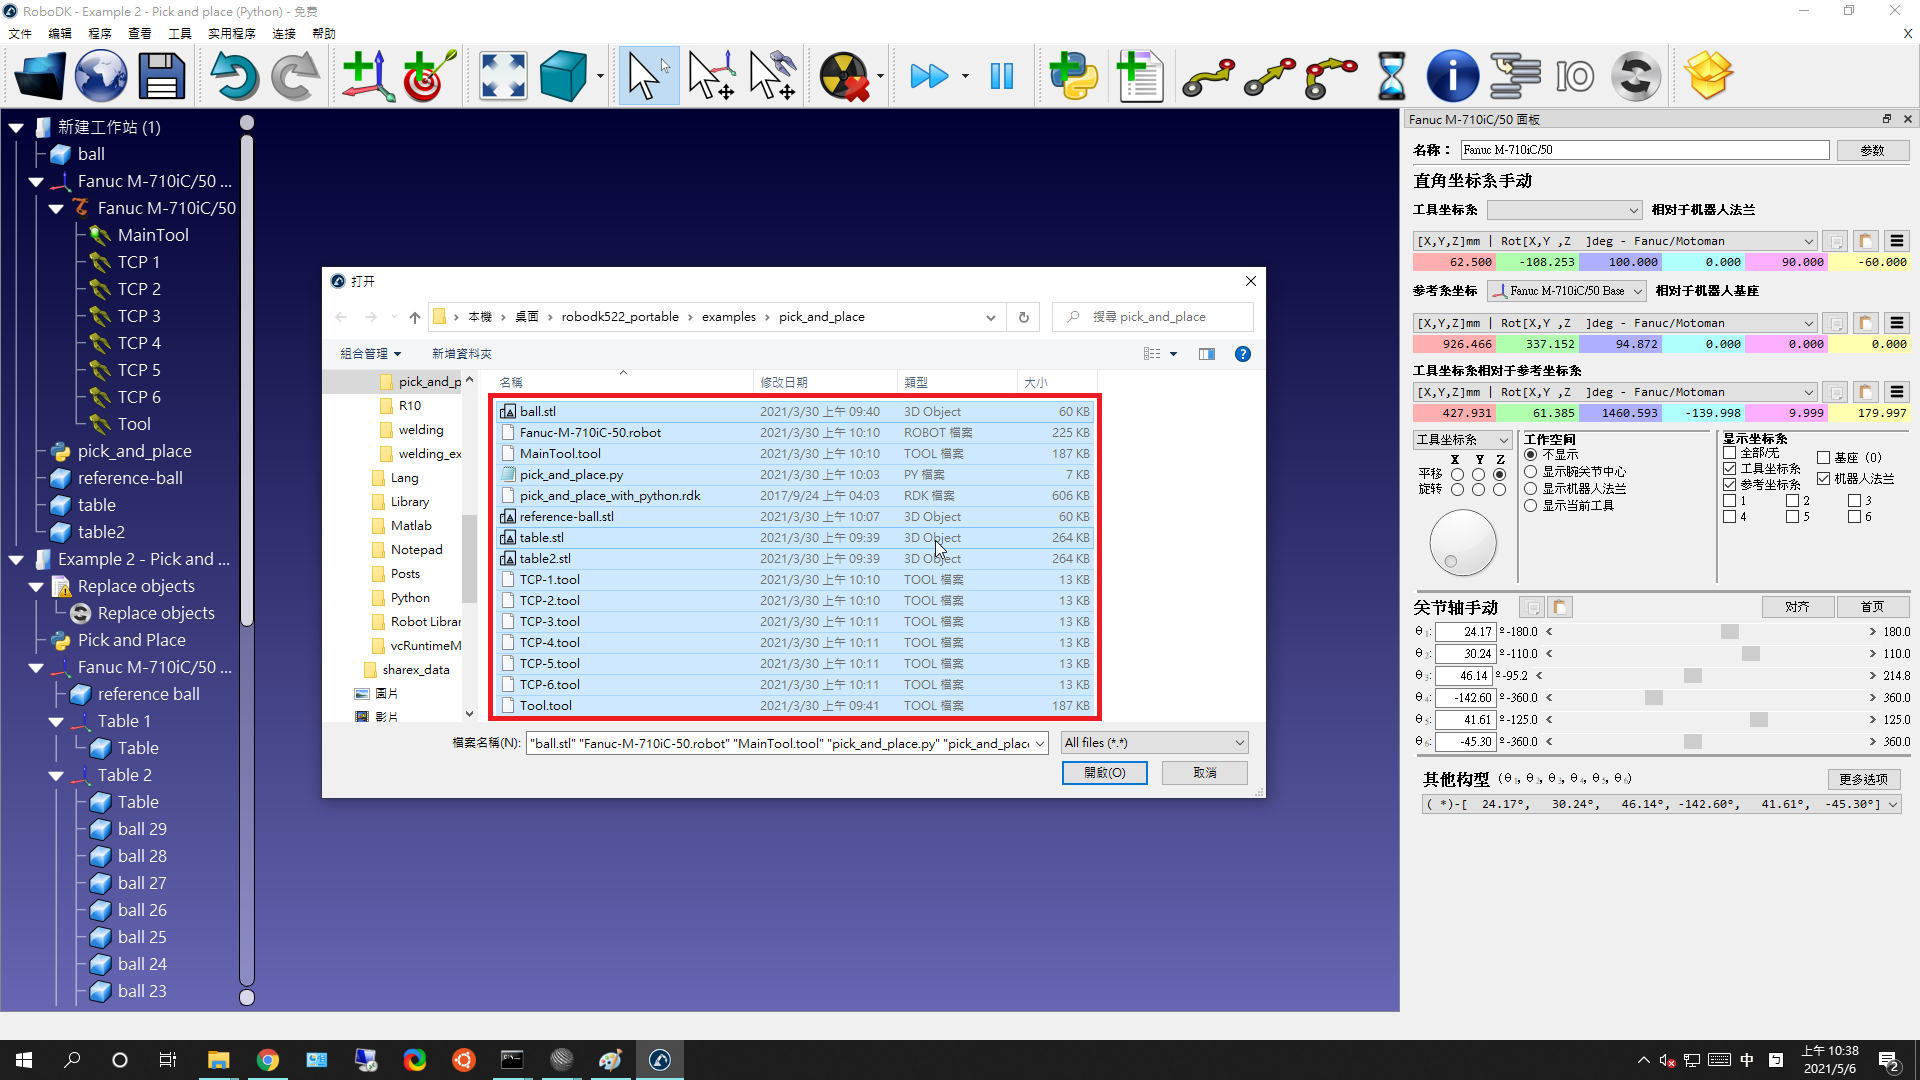 RoboDK - Example 2 - Pick and place (Python) - 免费
文件 编辑 程序 查看 工具 实用程序 连接 帮助
IO
新建工作站 (1)
ball
Fanuc M-710iC/50 ...
Fanuc M-710iC/50
MainTool
TCP 1
TCP 2
TCP 3
TCP 4
TCP 5
TCP 6
Tool
pick_and_place
reference-ball
table
table2
Example 2 - Pick and ...
Replace objects
Replace objects
Pick and Place
Fanuc M-710iC/50 ...
reference ball
Table 1
Table
Table 2
Table
ball 29
ball 28
ball 27
ball 26
ball 25
ball 24
ball 23
打开
本機 › 桌面 › robodk522_portable › examples › pick_and_place
搜尋 pick_and_place
組合管理 新增資料夾
pick_and_p
R10
welding
welding_ex
Lang
Library
Matlab
Notepad
Posts
Python
Robot Librar
vcRuntimeM
sharex_data
圖片
影片
名稱 修改日期 類型 大小
ball.stl 2021/3/30 上午 09:40 3D Object 60 KB
Fanuc-M-710iC-50.robot 2021/3/30 上午 10:10 ROBOT 檔案 225 KB
MainTool.tool 2021/3/30 上午 10:10 TOOL 檔案 187 KB
pick_and_place.py 2021/3/30 上午 10:03 PY 檔案 7 KB
pick_and_place_with_python.rdk 2017/9/24 上午 04:03 RDK 檔案 606 KB
reference-ball.stl 2021/3/30 上午 10:07 3D Object 60 KB
table.stl 2021/3/30 上午 09:39 3D Object 264 KB
table2.stl 2021/3/30 上午 09:39 3D Object 264 KB
TCP-1.tool 2021/3/30 上午 10:10 TOOL 檔案 13 KB
TCP-2.tool 2021/3/30 上午 10:10 TOOL 檔案 13 KB
TCP-3.tool 2021/3/30 上午 10:11 TOOL 檔案 13 KB
TCP-4.tool 2021/3/30 上午 10:11 TOOL 檔案 13 KB
TCP-5.tool 2021/3/30 上午 10:11 TOOL 檔案 13 KB
TCP-6.tool 2021/3/30 上午 10:11 TOOL 檔案 13 KB
Tool.tool 2021/3/30 上午 09:41 TOOL 檔案 187 KB
檔案名稱(N): "ball.stl" "Fanuc-M-710iC-50.robot" "MainTool.tool" "pick_and_place.py" "pick_and_place All files (*.*)
開啟(O) 取消
Fanuc M-710iC/50 面板
名称： Fanuc M-710iC/50 参数
直角坐标系手动
工具坐标系 相对于机器人法兰
[X,Y,Z]mm | Rot[X,Y ,Z ]deg - Fanuc/Motoman
62.500 -108.253 100.000 0.000 90.000 -60.000
参考系坐标 Fanuc M-710iC/50 Base 相对于机器人基座
[X,Y,Z]mm | Rot[X,Y ,Z ]deg - Fanuc/Motoman
926.466 337.152 94.872 0.000 0.000 0.000
工具坐标系相对于参考坐标系
[X,Y,Z]mm | Rot[X,Y ,Z ]deg - Fanuc/Motoman
427.931 61.385 1460.593 -139.998 9.999 179.997
工具坐标系
X Y Z
平移
旋转
工作空间
不显示
显示腕关节中心
显示机器人法兰
显示当前工具
显示坐标系
全部/无 基座（0）
工具坐标系
参考坐标系 机器人法兰
1 2 3
4 5 6
关节轴手动 对齐 首页
θ1: 24.17 º -180.0 < > 180.0
θ2: 30.24 º -110.0 < > 110.0
θ3: 46.14 º -95.2 < > 214.8
θ4: -142.60 º -360.0 < > 360.0
θ5: 41.61 º -125.0 < > 125.0
θ6: -45.30 º -360.0 < > 360.0
其他构型 (θ1, θ2, θ3, θ4, θ5, θ6) 更多选项
( *)-[ 24.17°, 30.24°, 46.14°, -142.60°, 41.61°, -45.30°]
中
上午 10:38
2021/5/6
2